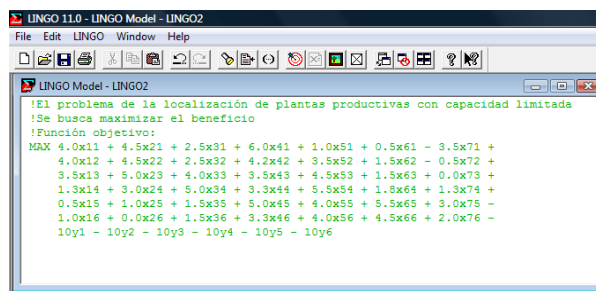 LINGO 11.0 - LINGO Model - LINGO2
File Edit LINGO Window Help
LINGO Model - LINGO2
!El problema de la localización de plantas productivas con capacidad limitada
!Se busca maximizar el beneficio
!Función objetivo:
MAX 4.0x11 + 4.5x21 + 2.5x31 + 6.0x41 + 1.0x51 + 0.5x61 - 3.5x71 +
4.0x12 + 4.5x22 + 2.5x32 + 4.2x42 + 3.5x52 + 1.5x62 - 0.5x72 +
3.5x13 + 5.0x23 + 4.0x33 + 3.5x43 + 4.5x53 + 1.5x63 + 0.0x73 +
1.3x14 + 3.0x24 + 5.0x34 + 3.3x44 + 5.5x54 + 1.8x64 + 1.3x74 +
0.5x15 + 1.0x25 + 1.5x35 + 5.0x45 + 4.0x55 + 5.5x65 + 3.0x75 -
1.0x16 + 0.0x26 + 1.5x36 + 3.3x46 + 4.0x56 + 4.5x66 + 2.0x76 -
10y1 - 10y2 - 10y3 - 10y4 - 10y5 - 10y6